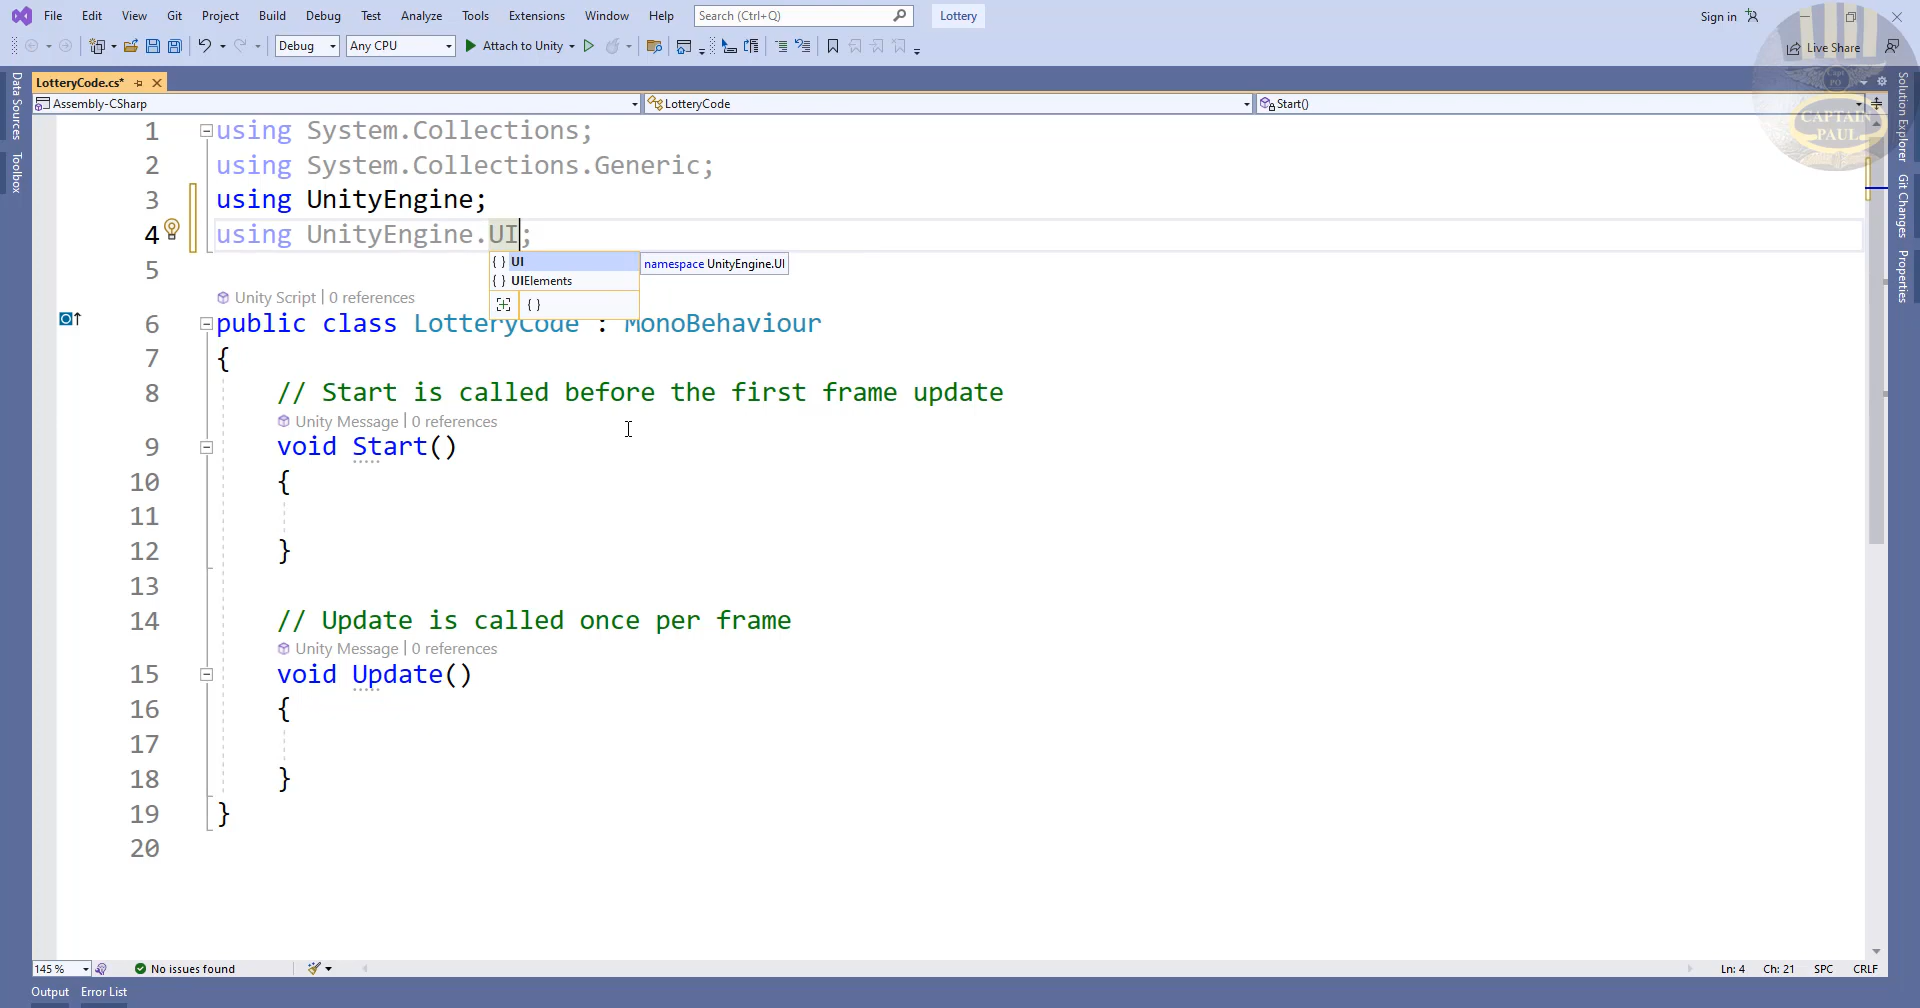 File Edit View Git Project Build Debug Test Analyze Tools Extensions Window Help Search (Ctrl+Q) Lottery Sign in
Debug Any CPU Attach to Unity Live Share
LotteryCode.cs*
Assembly-CSharp LotteryCode Start()
Data Sources
Toolbox
Solution Explorer
Git Changes
Properties
CAPTAIN
PAUL
1 using System.Collections;
2 using System.Collections.Generic;
3 using UnityEngine;
4 using UnityEngine.UI;
{ } UI namespace UnityEngine.UI
{ } UIElements
{ }
5
Unity Script | 0 references
6 public class LotteryCode : MonoBehaviour
7 {
8 // Start is called before the first frame update
Unity Message | 0 references
9 void Start()
10 {
11
12 }
13
14 // Update is called once per frame
Unity Message | 0 references
15 void Update()
16 {
17
18 }
19 }
20
145 % No issues found Ln: 4 Ch: 21 SPC CRLF
Output Error List